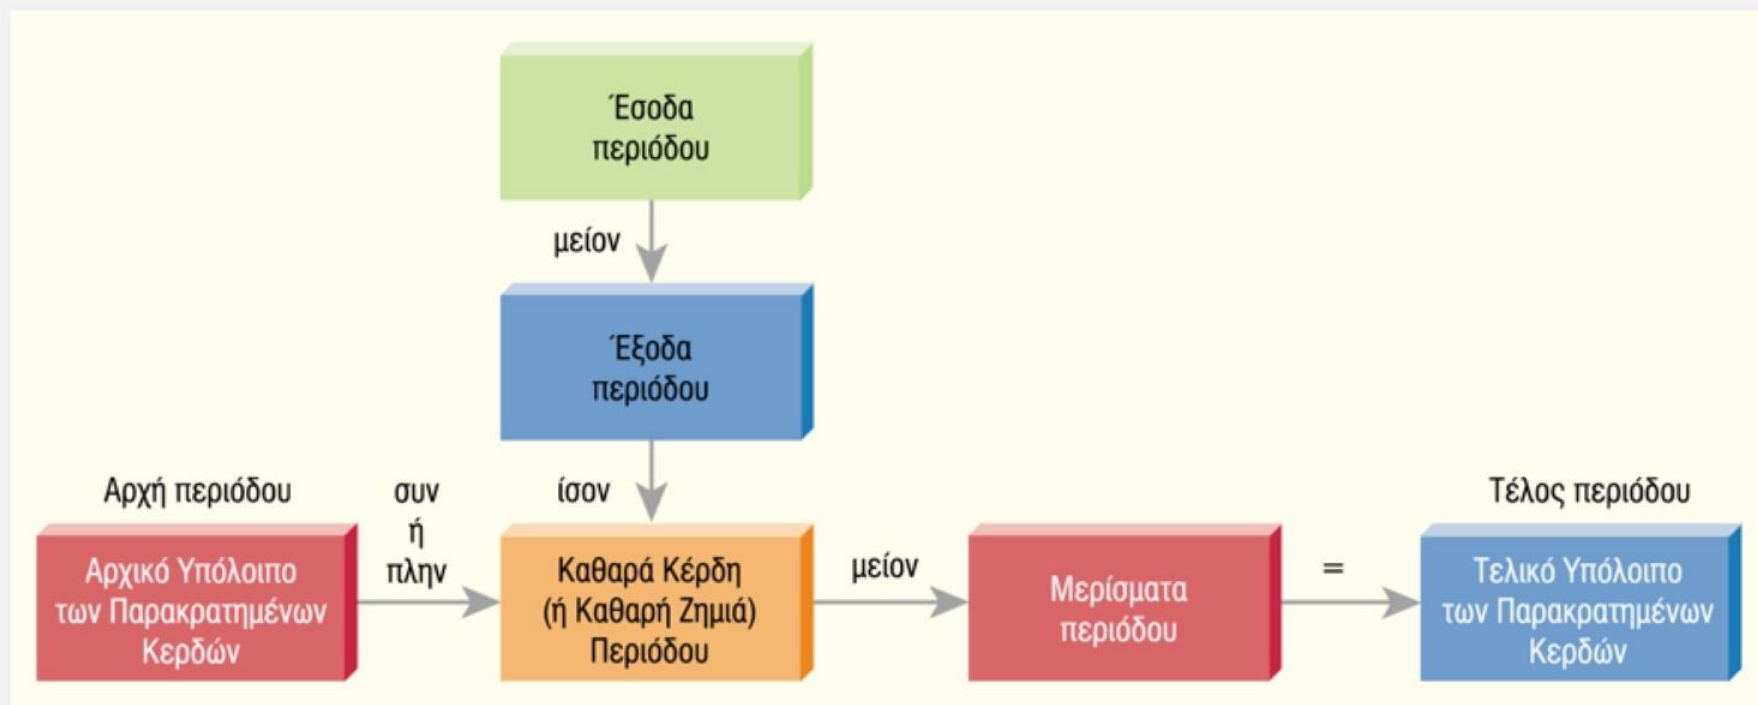 Έσοδα
περιόδου
μείον
Έξοδα
περιόδου
Αρχή περιόδου
συν
ή
πλην
ίσον
Τέλος περιόδου
Αρχικό Υπόλοιπο
των Παρακρατημένων
Κερδών
Καθαρά Κέρδη
(ή Καθαρή Ζημιά)
Περιόδου
μείον
Μερίσματα
περιόδου
=
Τελικό Υπόλοιπο
των Παρακρατημένων
Κερδών